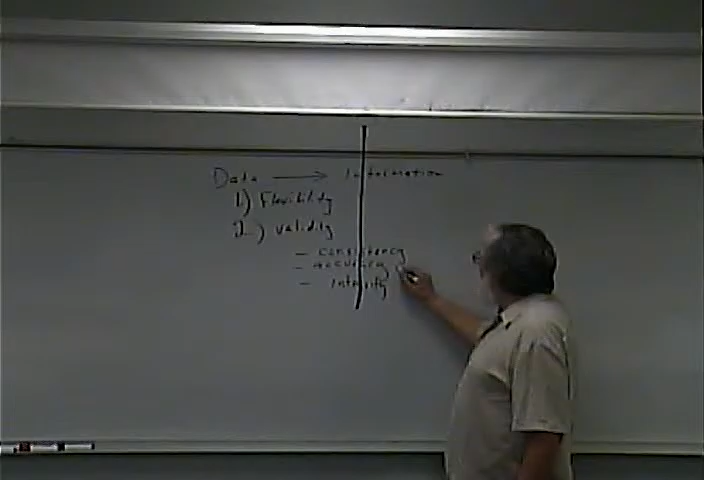 Data → Information
1) Flexibility
2) validity
- consistency
- accuracy
- Integrity